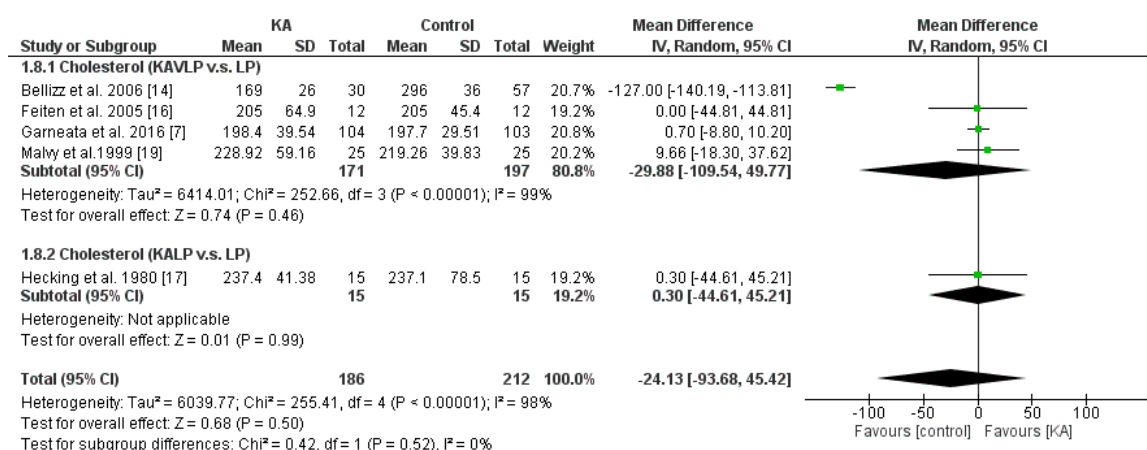 KA Control Mean Difference Mean Difference
Study or Subgroup Mean SD Total Mean SD Total Weight IV, Random, 95% CI IV, Random, 95% CI
1.8.1 Cholesterol (KAVLP v.s. LP)
Bellizz et al. 2006 [14] 169 26 30 296 36 57 20.7% -127.00 [-140.19, -113.81]
Feiten et al. 2005 [16] 205 64.9 12 205 45.4 12 19.2% 0.00 [-44.81, 44.81]
Garneata et al. 2016 [7] 198.4 39.54 104 197.7 29.51 103 20.8% 0.70 [-8.80, 10.20]
Malvy et al.1999 [19] 228.92 59.16 25 219.26 39.83 25 20.2% 9.66 [-18.30, 37.62]
Subtotal (95% CI) 171 197 80.8% -29.88 [-109.54, 49.77]
Heterogeneity: Tau² = 6414.01; Chi² = 252.66, df = 3 (P < 0.00001); I² = 99%
Test for overall effect: Z = 0.74 (P = 0.46)
1.8.2 Cholesterol (KALP v.s. LP)
Hecking et al. 1980 [17] 237.4 41.38 15 237.1 78.5 15 19.2% 0.30 [-44.61, 45.21]
Subtotal (95% CI) 15 15 19.2% 0.30 [-44.61, 45.21]
Heterogeneity: Not applicable
Test for overall effect: Z = 0.01 (P = 0.99)
Total (95% CI) 186 212 100.0% -24.13 [-93.68, 45.42]
Heterogeneity: Tau² = 6039.77; Chi² = 255.41, df = 4 (P < 0.00001); I² = 98%
Test for overall effect: Z = 0.68 (P = 0.50)
Test for subgroup differences: Chi² = 0.42, df = 1 (P = 0.52), I² = 0%
-100 -50 0 50 100
Favours [control] Favours [KA]